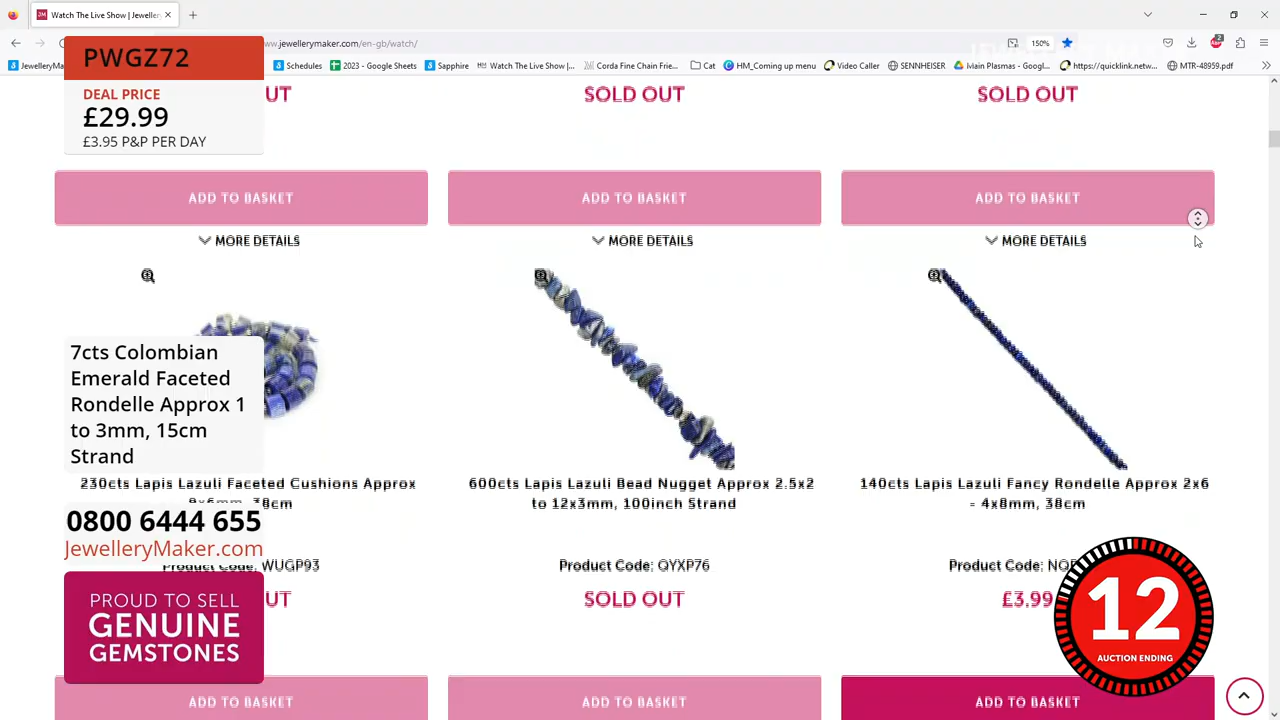 Watch The Live Show | Jeweller
www.jewellerymaker.com/en-gb/watch/
150%
2
JewelleryM
Schedules
2023 - Google Sheets
Sapphire
Watch The Live Show |...
Corda Fine Chain Frie...
Cat
HM_Coming up menu
Video Caller
SENNHEISER
Main Plasmas - Googl...
https://quicklink.netw...
MTR-48959.pdf
PWGZ72
DEAL PRICE
£29.99
£3.95 P&P PER DAY
UT
SOLD OUT
SOLD OUT
ADD TO BASKET
ADD TO BASKET
ADD TO BASKET
MORE DETAILS
MORE DETAILS
MORE DETAILS
7cts Colombian
Emerald Faceted
Rondelle Approx 1
to 3mm, 15cm
Strand
230cts Lapis Lazuli Faceted Cushions Approx
38cm
600cts Lapis Lazuli Bead Nugget Approx 2.5x2
to 12x3mm, 100inch Strand
140cts Lapis Lazuli Fancy Rondelle Approx 2x6
- 4x8mm, 38cm
0800 6444 655
JewelleryMaker.com
Product Code: WUGP93
Product Code: QYXP76
Product Code:
UT
SOLD OUT
£3.99
PROUD TO SELL
GENUINE
GEMSTONES
12
AUCTION ENDING
ADD TO BASKET
ADD TO BASKET
ADD TO BASKET